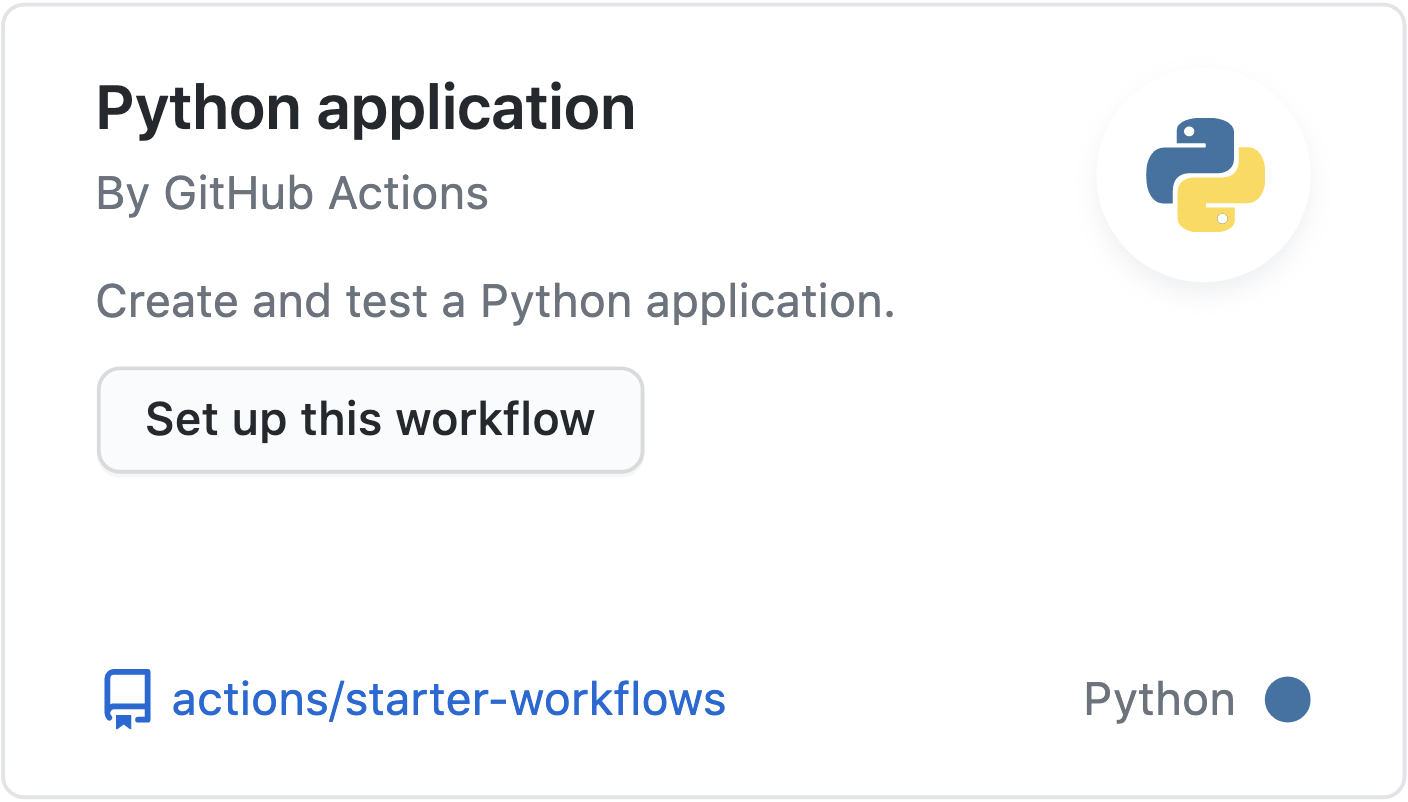 Python application
By GitHub Actions
Create and test a Python application.
Set up this workflow
actions/starter-workflows
Python